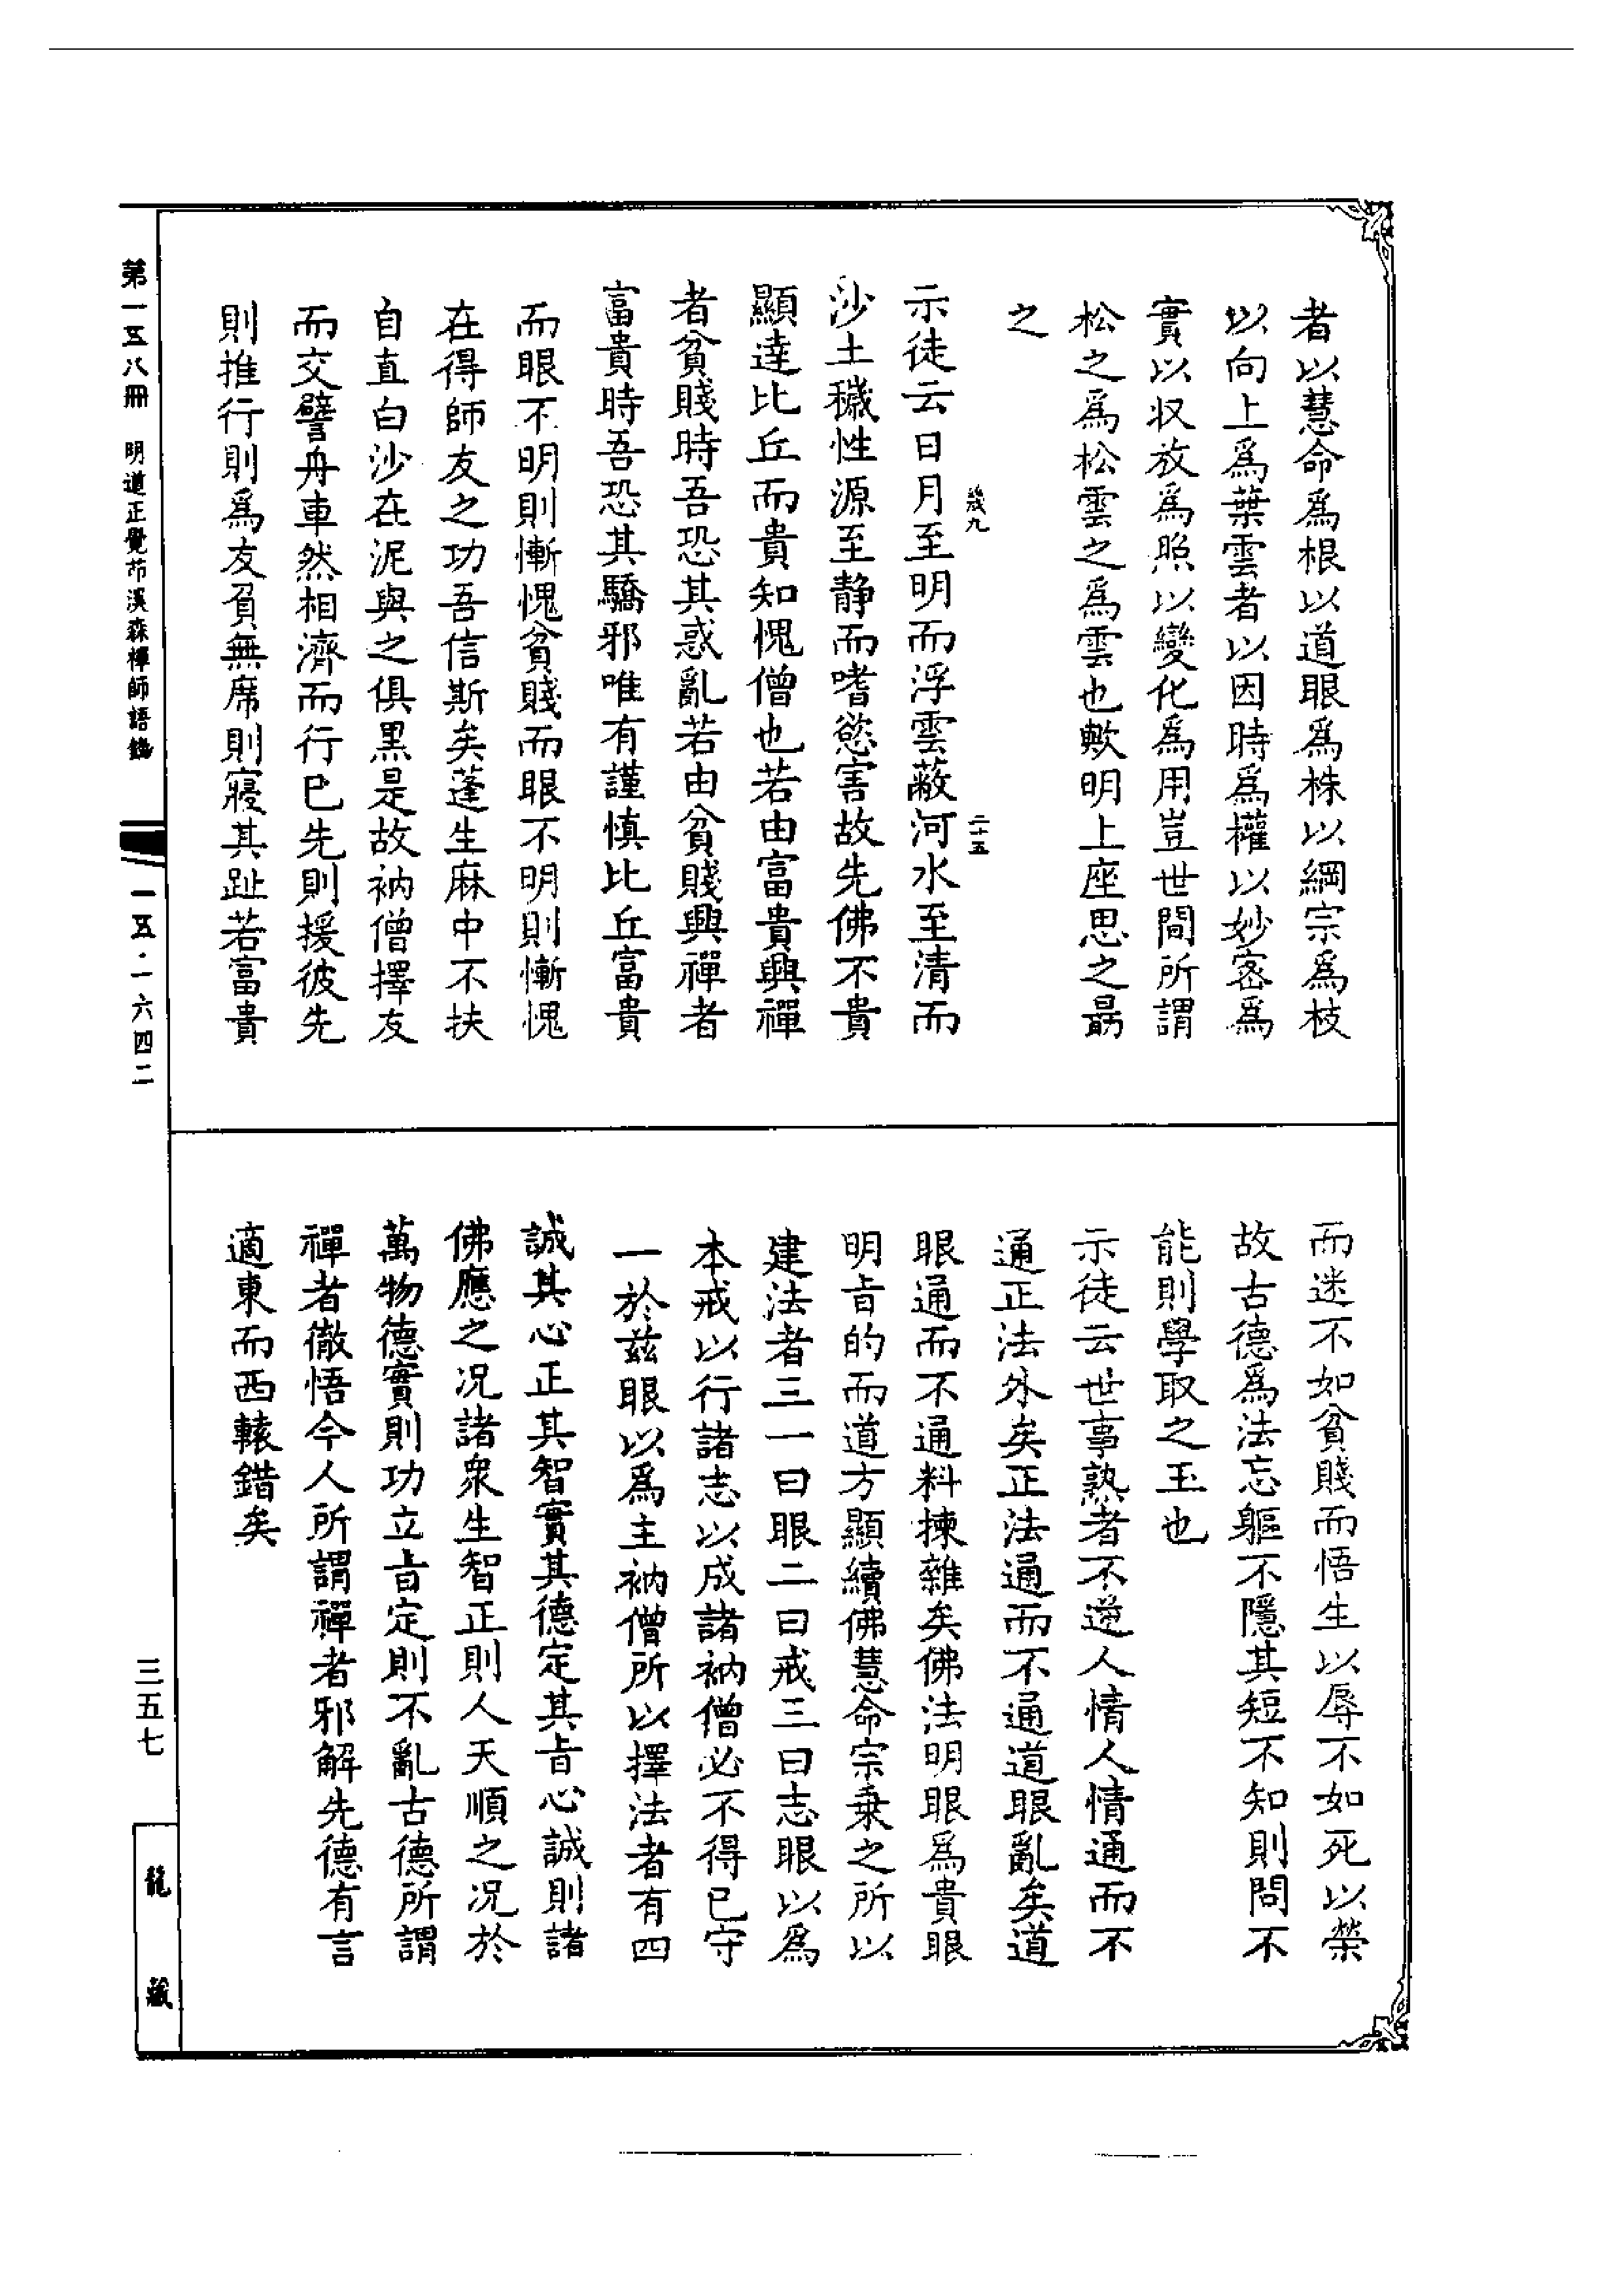 者以慧命爲根以道眼爲株以綱宗爲枝
以向上爲葉雲者以因時爲權以妙密爲
實以収放爲照以變化爲用豈世間所謂
松之爲松雲之爲雲也歟明上座思之勗
之
幾九
二十五
示徒云日月至明而浮雲蔽河水至清而
沙土穢性源至静而嗜慾害故先佛不貴
顯達比丘而貴知愧僧也若由富貴興禪
者貧賤時吾恐其惑亂若由貧賤興禪者
富貴時吾恐其驕邪唯有謹慎比丘富貴
而眼不明則慚愧貧賤而眼不明則慚愧
在得師友之功吾信斯矣蓬生麻中不扶
自直白沙在泥與之俱黑是故衲僧擇友
而交譬舟車然相濟而行已先則援彼先
則推行則爲友貧無席則寢其趾若富貴
而迷不如貧賤而悟生以辱不如死以榮
故古德爲法忘軀不隱其短不知則問不
能則學取之玉也
示徒云世事熟者不逆人情人情通而不
通正法外矣正法通而不通道眼亂矣道
眼通而不通料揀雜矣佛法明眼爲貴眼
明㫖的而道方顯續佛慧命宗乗之所以
建法者三一曰眼二曰戒三曰志眼以爲
本戒以行諸志以成諸衲僧必不得已守
一於兹眼以爲主衲僧所以擇法者有四
誠其心正其智實其德定其㫖心誠則諸
佛應之况諸衆生智正則人天順之况於
萬物德實則功立㫖定則不亂古德所謂
禪者徹悟今人所謂禪者邪解先德有言
適東而西轅錯矣
第一五八冊　明道正覺茆溪森禪師語錄
一五·一六四二
三五七
龍藏